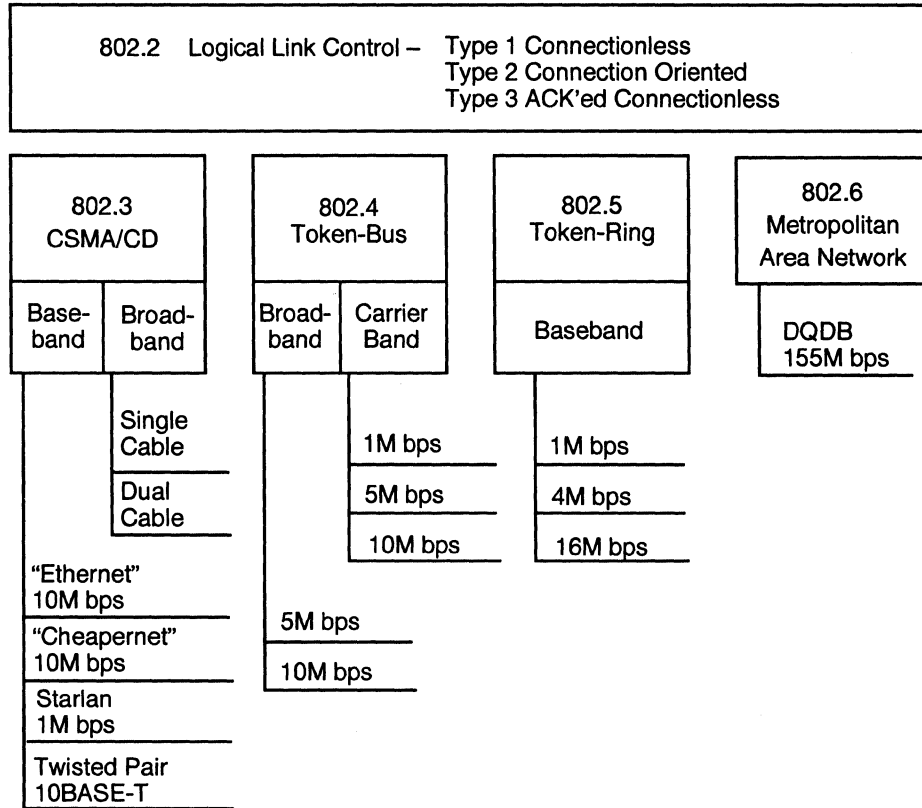 802.2 Logical Link Control – Type 1 Connectionless
Type 2 Connection Oriented
Type 3 ACK'ed Connectionless
802.3
CSMA/CD
Base-
band
Broad-
band
Single
Cable
Dual
Cable
"Ethernet"
10M bps
"Cheapernet"
10M bps
Starlan
1M bps
Twisted Pair
10BASE-T
802.4
Token-Bus
Broad-
band
Carrier
Band
1M bps
5M bps
10M bps
5M bps
10M bps
802.5
Token-Ring
Baseband
1M bps
4M bps
16M bps
802.6
Metropolitan
Area Network
DQDB
155M bps